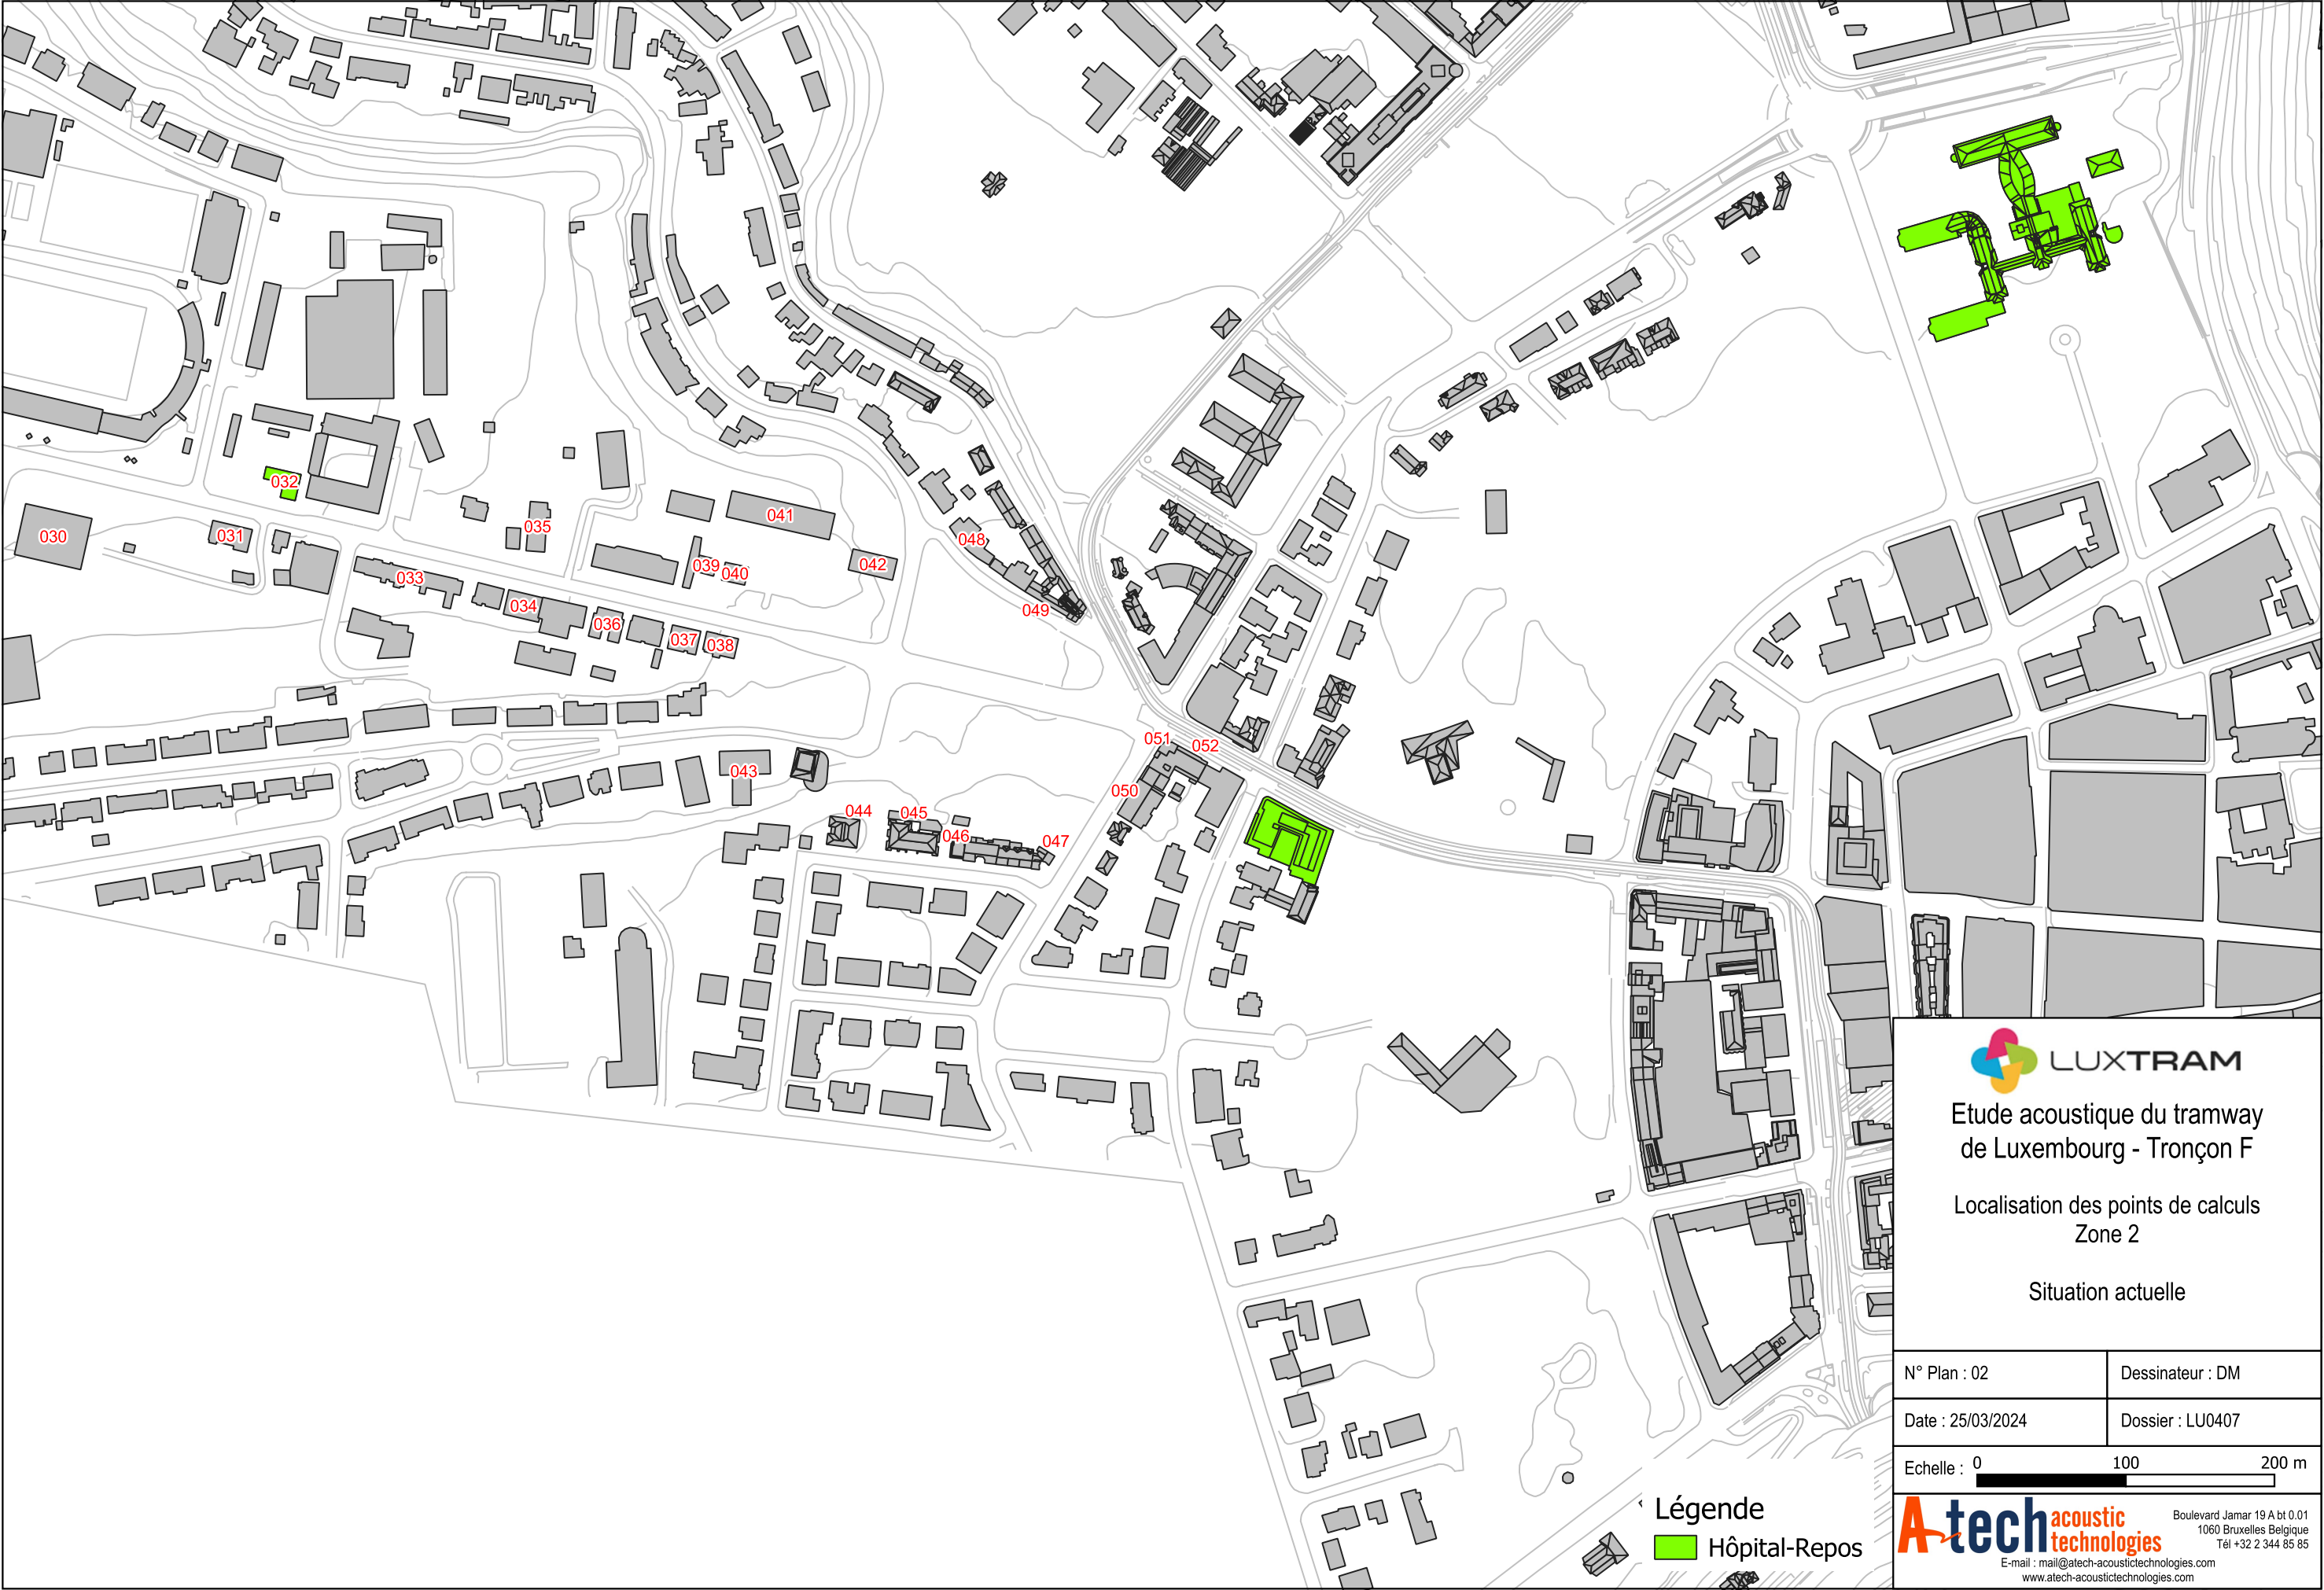 032
030
031
035
041
033
039
040
042
048
034
036
037
038
049
051
052
043
050
044
045
046
047
LUXTRAM
Etude acoustique du tramway
de Luxembourg - Tronçon F
Localisation des points de calculs
Zone 2
Situation actuelle
N° Plan : 02
Dessinateur : DM
Date : 25/03/2024
Dossier : LU0407
Echelle : 0 100 200 m
Légende
Hôpital-Repos
A-tech acoustic
technologies
Boulevard Jamar 19 A bt 0.01
1060 Bruxelles Belgique
Tél +32 2 344 85 85
E-mail : mail@atech-acoustictechnologies.com
www.atech-acoustictechnologies.com